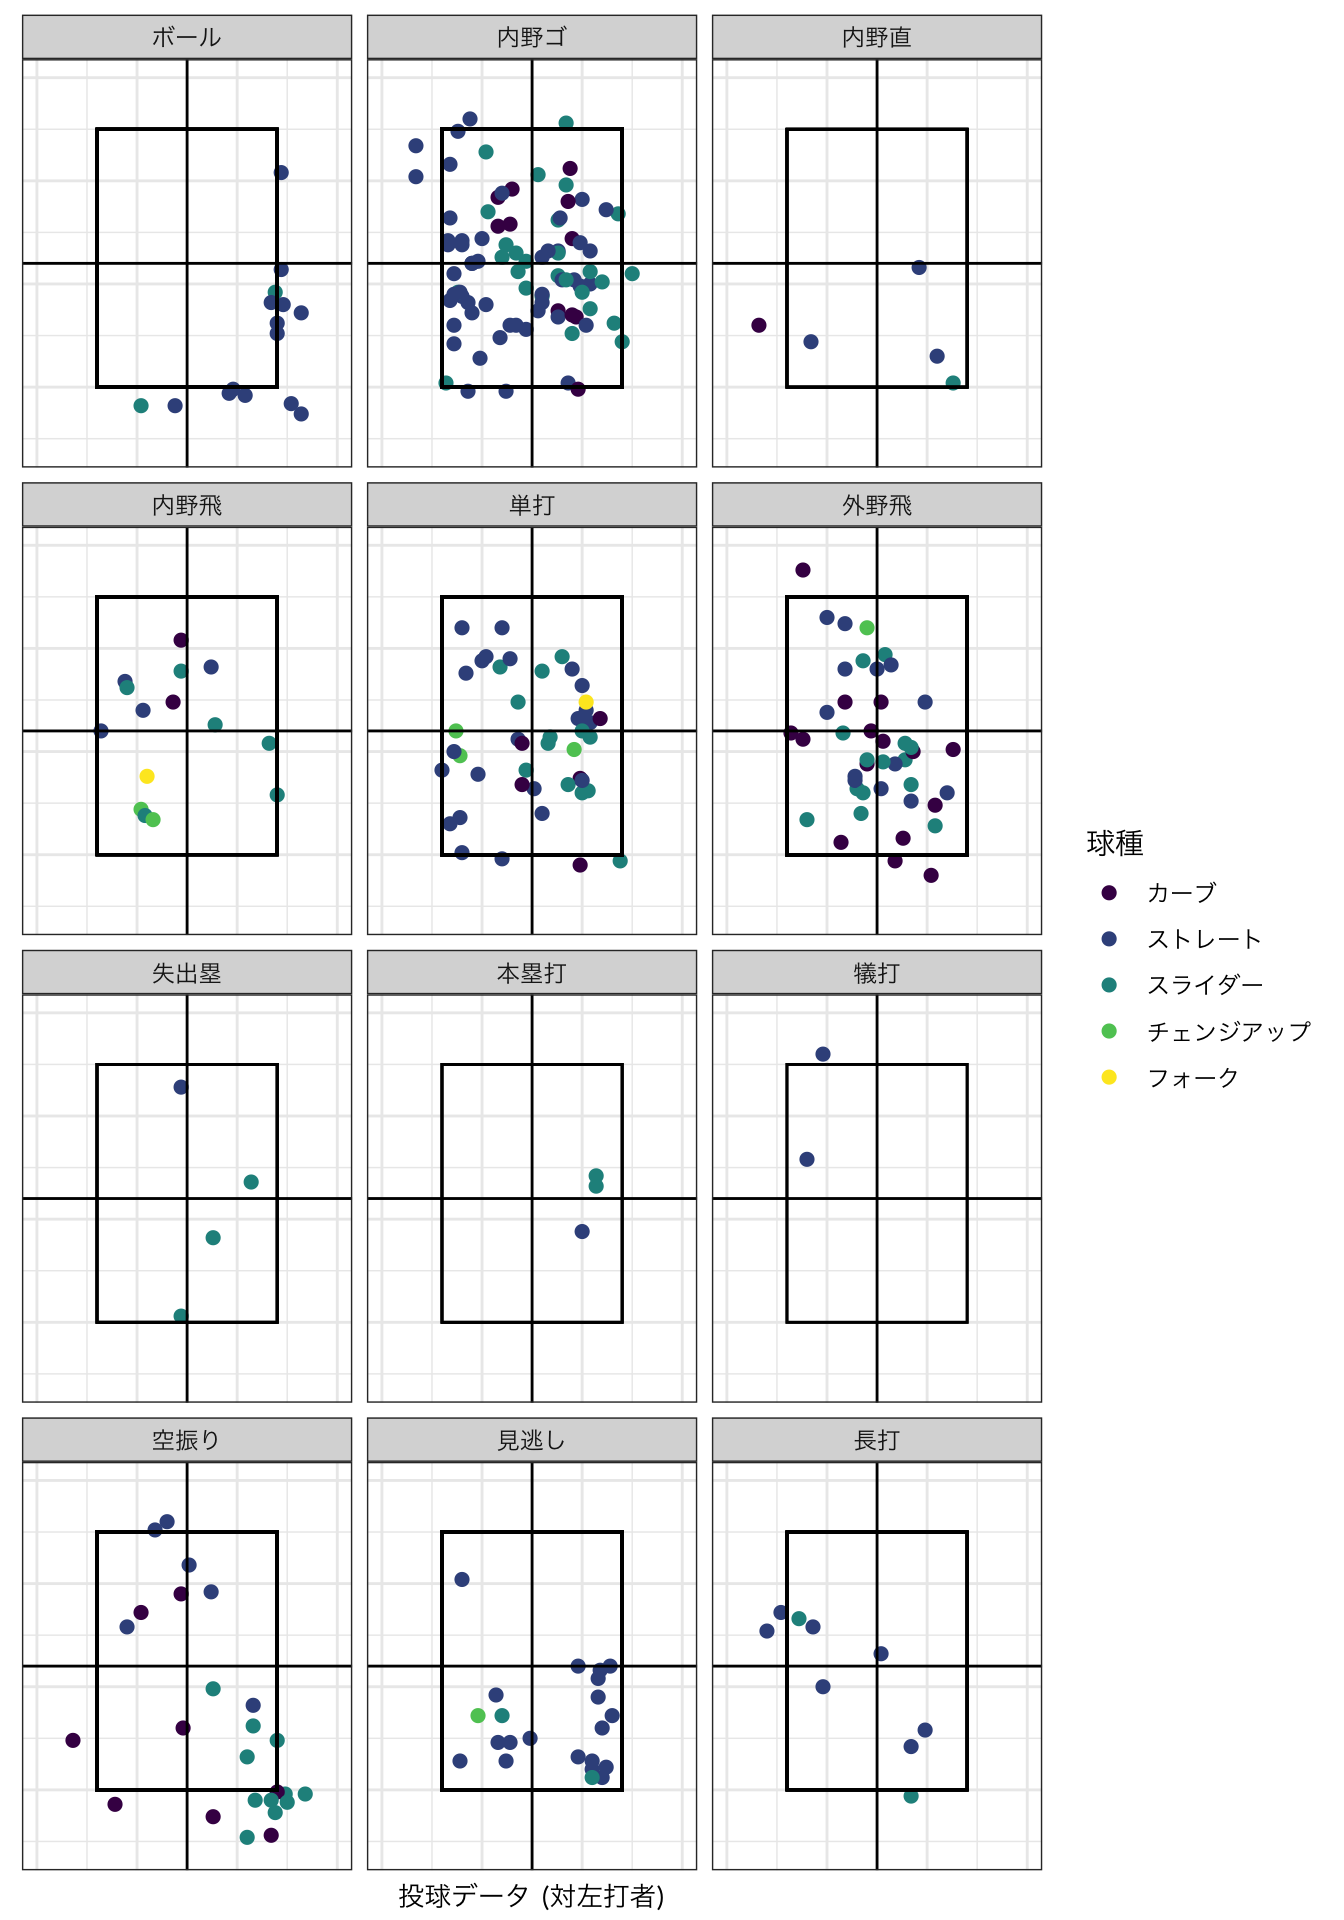 ボール
内野ゴ
内野直
内野飛
単打
外野飛
失出塁
本塁打
犠打
空振り
見逃し
長打
球種
カーブ
ストレート
スライダー
チェンジアップ
フォーク
投球データ (対左打者)